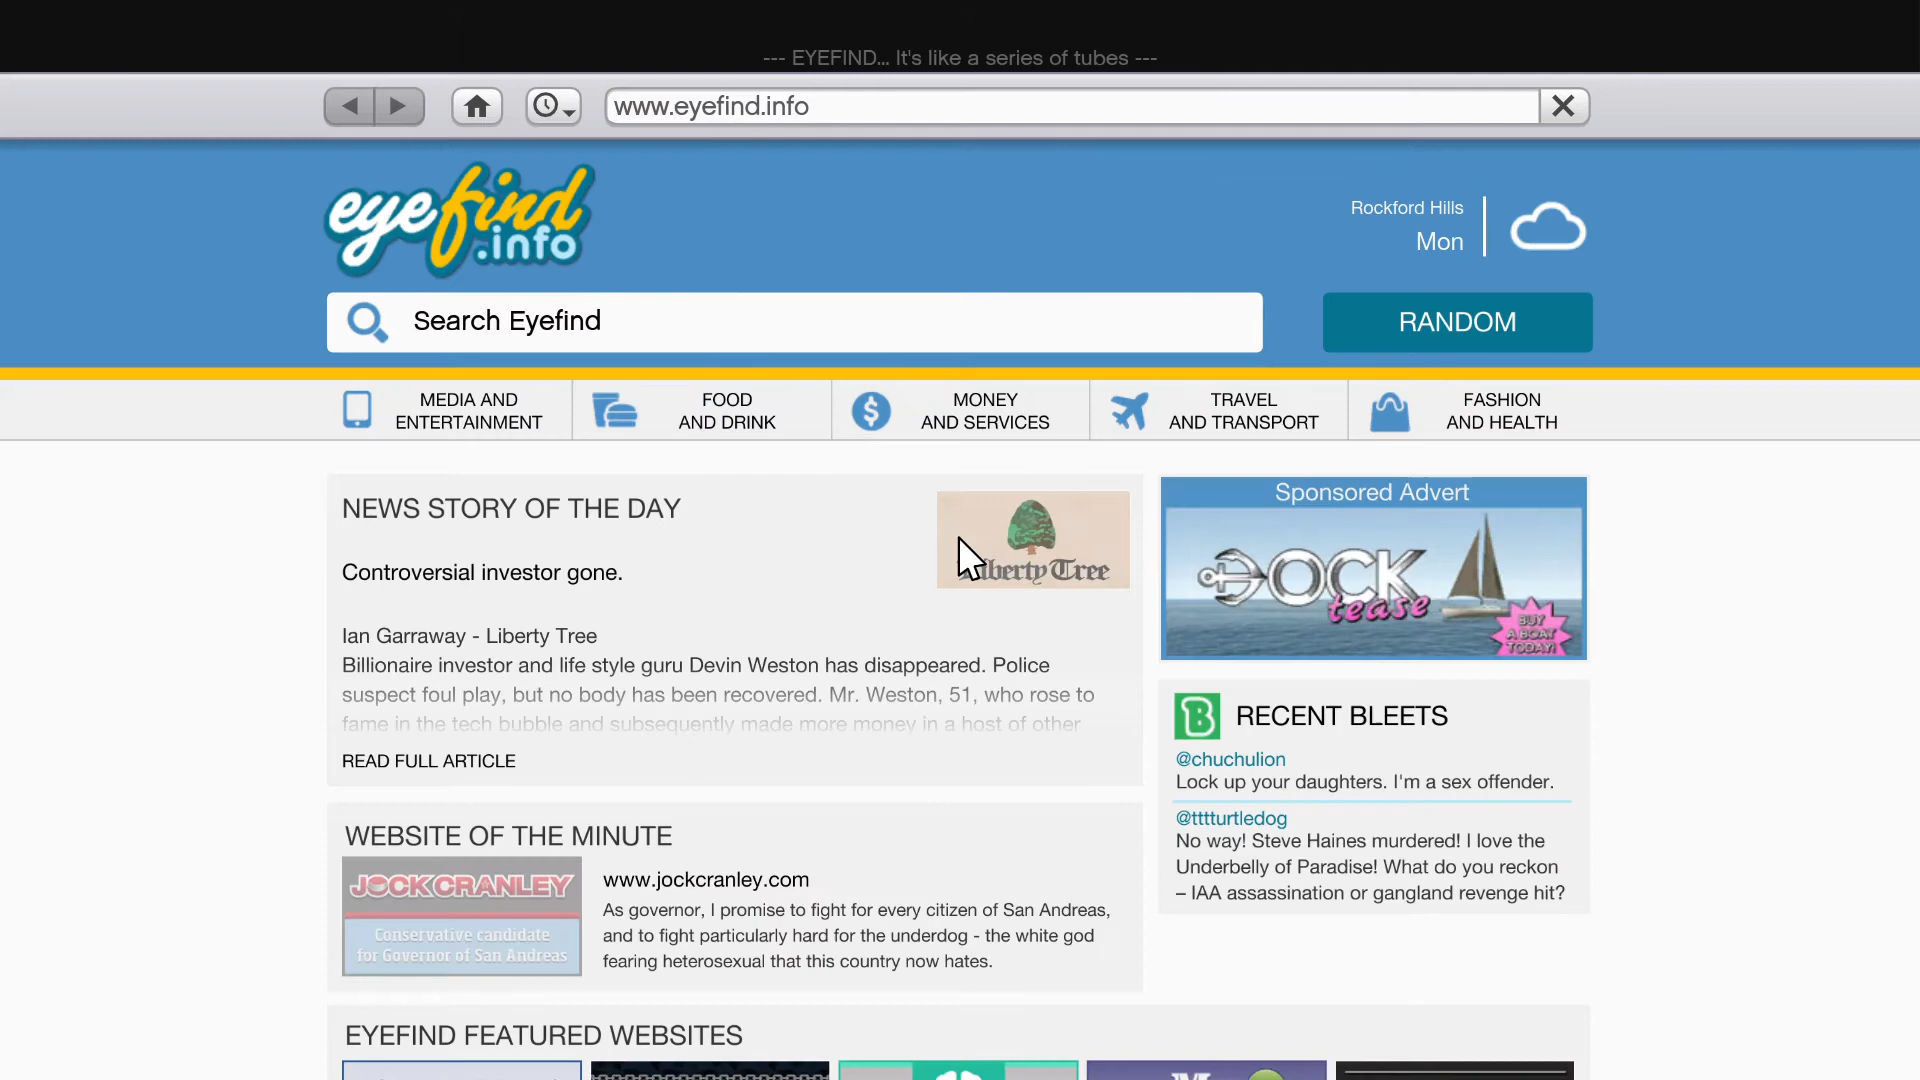 --- EYEFIND... It's like a series of tubes ---
www.eyefind.info
eyefind
.info
Rockford Hills
Mon
Search Eyefind
RANDOM
MEDIA AND
ENTERTAINMENT
FOOD
AND DRINK
MONEY
AND SERVICES
TRAVEL
AND TRANSPORT
FASHION
AND HEALTH
NEWS STORY OF THE DAY
Liberty Tree
Controversial investor gone.
Ian Garraway - Liberty Tree
Billionaire investor and life style guru Devin Weston has disappeared. Police
suspect foul play, but no body has been recovered. Mr. Weston, 51, who rose to
fame in the tech bubble and subsequently made more money in a host of other
READ FULL ARTICLE
Sponsored Advert
DOCK
tease
BUY
A BOAT
TODAY!
B
RECENT BLEETS
@chuchulion
Lock up your daughters. I'm a sex offender.
@tttturtledog
No way! Steve Haines murdered! I love the
Underbelly of Paradise! What do you reckon
– IAA assassination or gangland revenge hit?
WEBSITE OF THE MINUTE
JOCK CRANLEY
Conservative candidate
for Governor of San Andreas
www.jockcranley.com
As governor, I promise to fight for every citizen of San Andreas,
and to fight particularly hard for the underdog - the white god
fearing heterosexual that this country now hates.
EYEFIND FEATURED WEBSITES